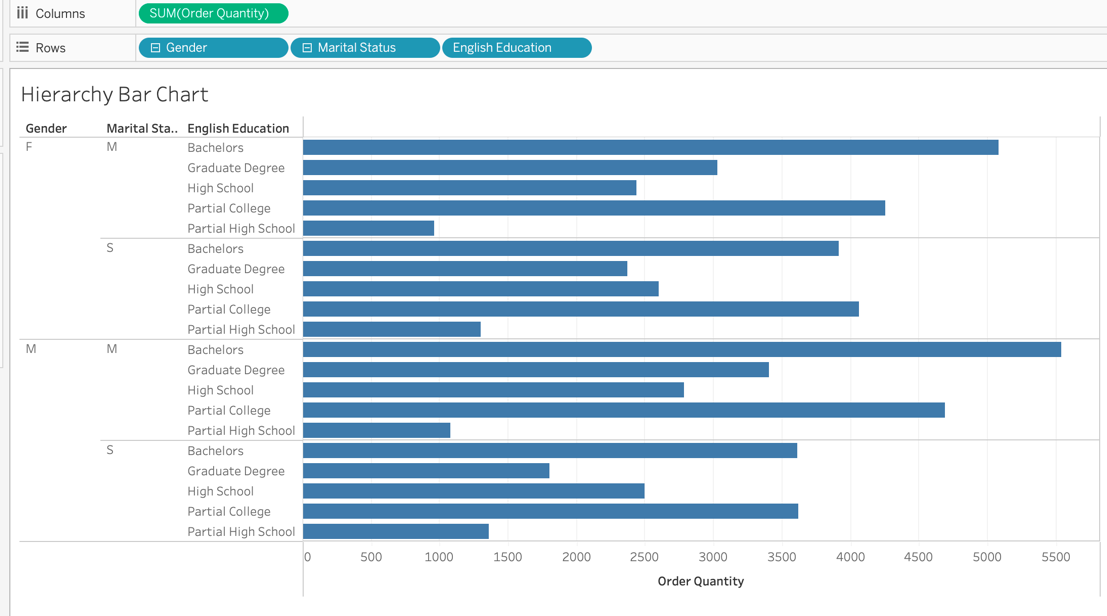 Columns SUM(Order Quantity)
Rows Gender Marital Status English Education
Hierarchy Bar Chart
Gender Marital Sta.. English Education
F M Bachelors
Graduate Degree
High School
Partial College
Partial High School
S Bachelors
Graduate Degree
High School
Partial College
Partial High School
M M Bachelors
Graduate Degree
High School
Partial College
Partial High School
S Bachelors
Graduate Degree
High School
Partial College
Partial High School
0 500 1000 1500 2000 2500 3000 3500 4000 4500 5000 5500
Order Quantity